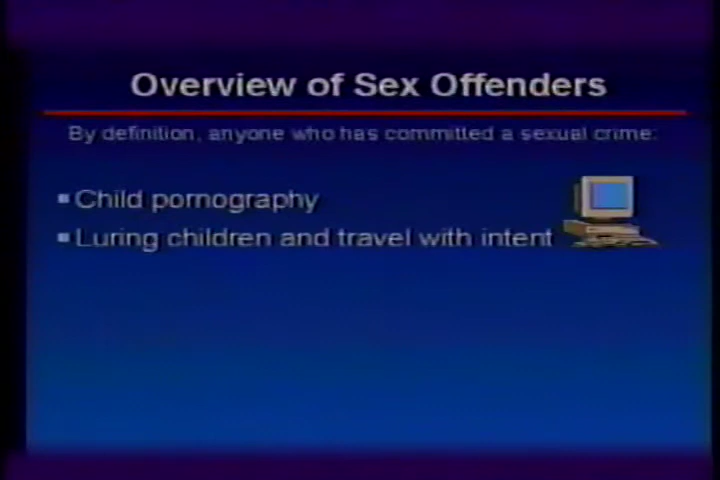 Overview of Sex Offenders
By definition, anyone who has committed a sexual crime:
Child pornography
Luring children and travel with intent